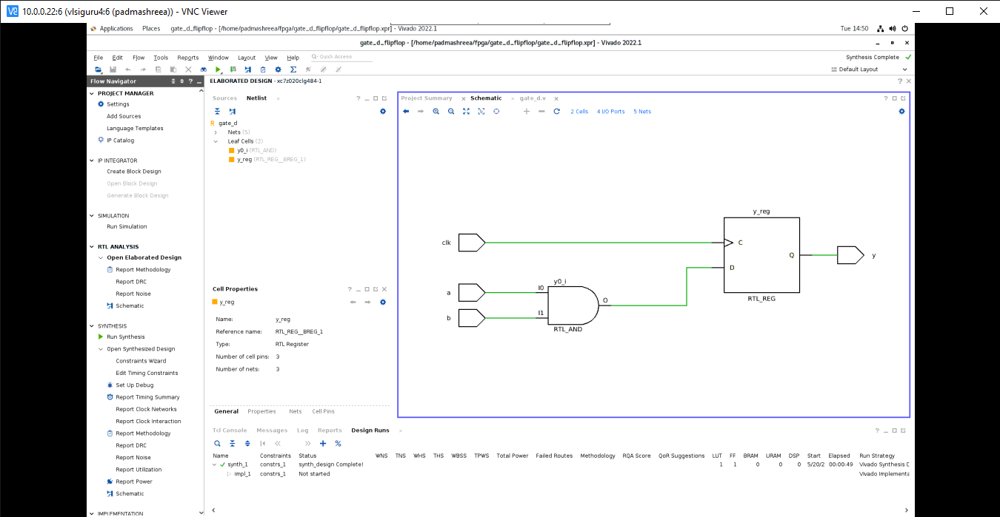 10.0.0.22:6 (vlsiguru4:6 (padmashreea)) - VNC Viewer
Applications Places gate_d_flipflop - [/home/padmashreea/fpga/gate_d_flipflop/gate_d_flipflop.xpr] - Vivado 2022.1 Tue 14:50
gate_d_flipflop - [/home/padmashreea/fpga/gate_d_flipflop/gate_d_flipflop.xpr] - Vivado 2022.1
File Edit Flow Tools Reports Window Layout View Help Quick Access Synthesis Complete
Default Layout
Flow Navigator
PROJECT MANAGER
Settings
Add Sources
Language Templates
IP Catalog
IP INTEGRATOR
Create Block Design
Open Block Design
Generate Block Design
SIMULATION
Run Simulation
RTL ANALYSIS
Open Elaborated Design
Report Methodology
Report DRC
Report Noise
Schematic
SYNTHESIS
Run Synthesis
Open Synthesized Design
Constraints Wizard
Edit Timing Constraints
Set Up Debug
Report Timing Summary
Report Clock Networks
Report Clock Interaction
Report Methodology
Report DRC
Report Noise
Report Utilization
Report Power
Schematic
IMPLEMENTATION
ELABORATED DESIGN - xc7z020clg484-1
Sources Netlist
R gate_d
Nets (5)
Leaf Cells (2)
y0_i (RTL_AND)
y_reg (RTL_REG__BREG_1)
Cell Properties
y_reg
Name: y_reg
Reference name: RTL_REG__BREG_1
Type: RTL Register
Number of cell pins: 3
Number of nets: 3
General Properties Nets Cell Pins
Project Summary Schematic gate_d.v
2 Cells 4 I/O Ports 5 Nets
y_reg
clk C
Q y
D
RTL_REG
y0_i
a I0
O
b I1
RTL_AND
Tcl Console Messages Log Reports Design Runs
Name Constraints Status WNS TNS WHS THS WBSS TPWS Total Power Failed Routes Methodology RQA Score QoR Suggestions LUT FF BRAM URAM DSP Start Elapsed Run Strategy
synth_1 constrs_1 synth_design Complete! 1 1 0 0 0 5/20/2 00:00:49 Vivado Synthesis D
impl_1 constrs_1 Not started Vivado Implementa